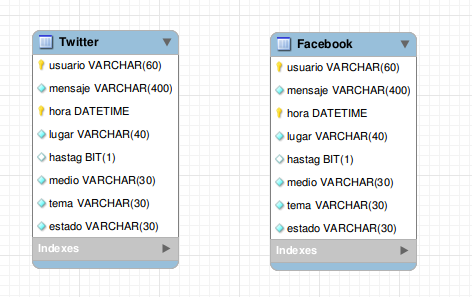 Twitter
usuario VARCHAR(60)
mensaje VARCHAR(400)
hora DATETIME
lugar VARCHAR(40)
hastag BIT(1)
medio VARCHAR(30)
tema VARCHAR(30)
estado VARCHAR(30)
Indexes
Facebook
usuario VARCHAR(60)
mensaje VARCHAR(400)
hora DATETIME
lugar VARCHAR(40)
hastag BIT(1)
medio VARCHAR(30)
tema VARCHAR(30)
estado VARCHAR(30)
Indexes